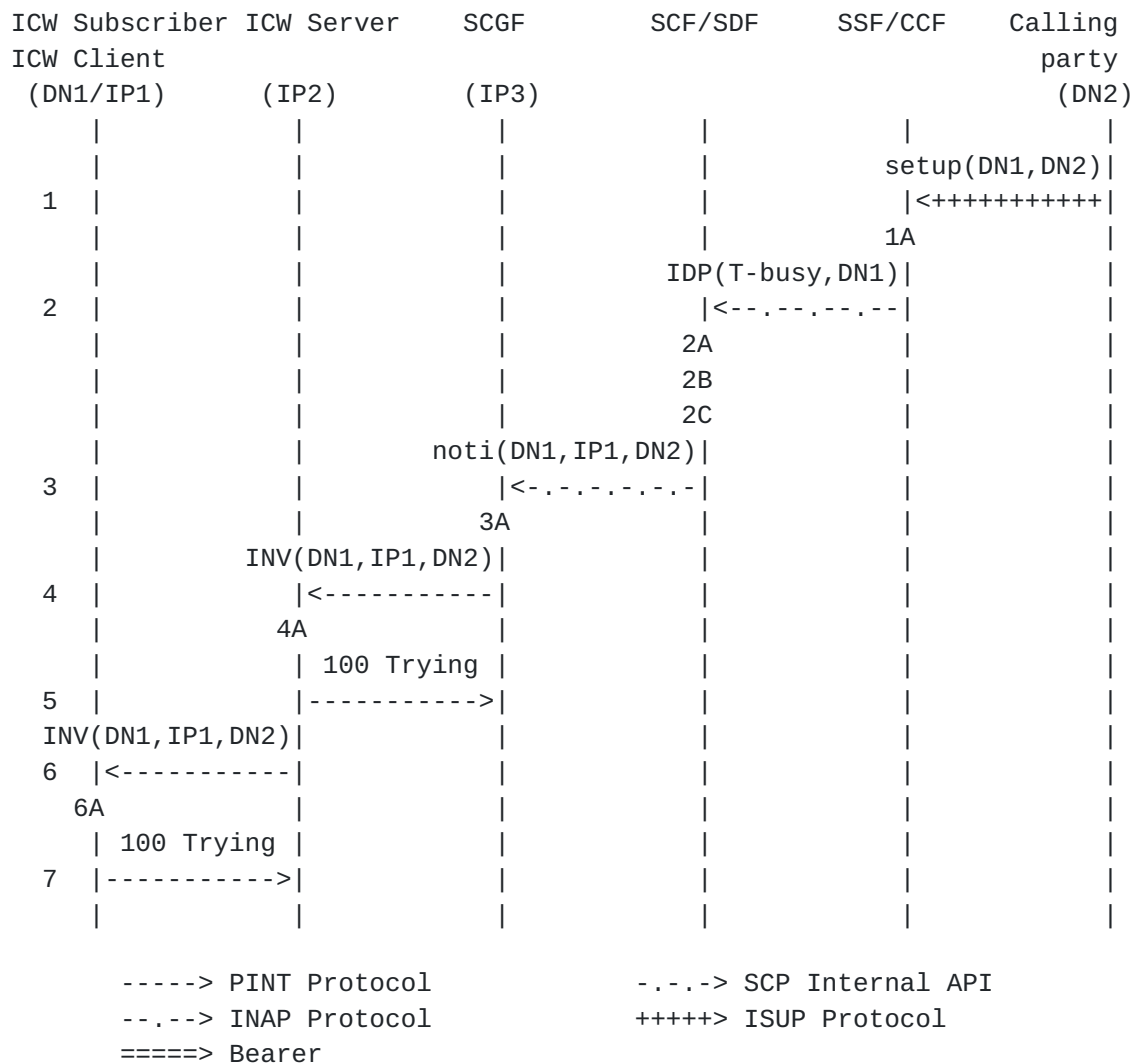 ICW Subscriber ICW Server    SCGF        SCF/SDF     SSF/CCF    Calling
ICW Client                                                       party
 (DN1/IP1)      (IP2)       (IP3)                                 (DN2)
     |            |            |            |            |            |
     |            |            |            |           setup(DN1,DN2)|
  1  |            |            |            |            |<+++++++++++|
     |            |            |            |           1A            |
     |            |            |          IDP(T-busy,DN1)|            |
  2  |            |            |            |<--.--.--.--|            |
     |            |            |           2A            |            |
     |            |            |           2B            |            |
     |            |            |           2C            |            |
     |            |        noti(DN1,IP1,DN2)|            |            |
  3  |            |            |<-.-.-.-.-.-|            |            |
     |            |           3A            |            |            |
     |         INV(DN1,IP1,DN2)|            |            |            |
  4  |            |<-----------|            |            |            |
     |           4A            |            |            |            |
     |            | 100 Trying |            |            |            |
  5  |            |----------->|            |            |            |
  INV(DN1,IP1,DN2)|            |            |            |            |
  6  |<-----------|            |            |            |            |
    6A            |            |            |            |            |
     | 100 Trying |            |            |            |            |
  7  |----------->|            |            |            |            |
     |            |            |            |            |            |
-----> PINT Protocol             -.-.-> SCP Internal API
--.--> INAP Protocol             +++++> ISUP Protocol
=====> Bearer